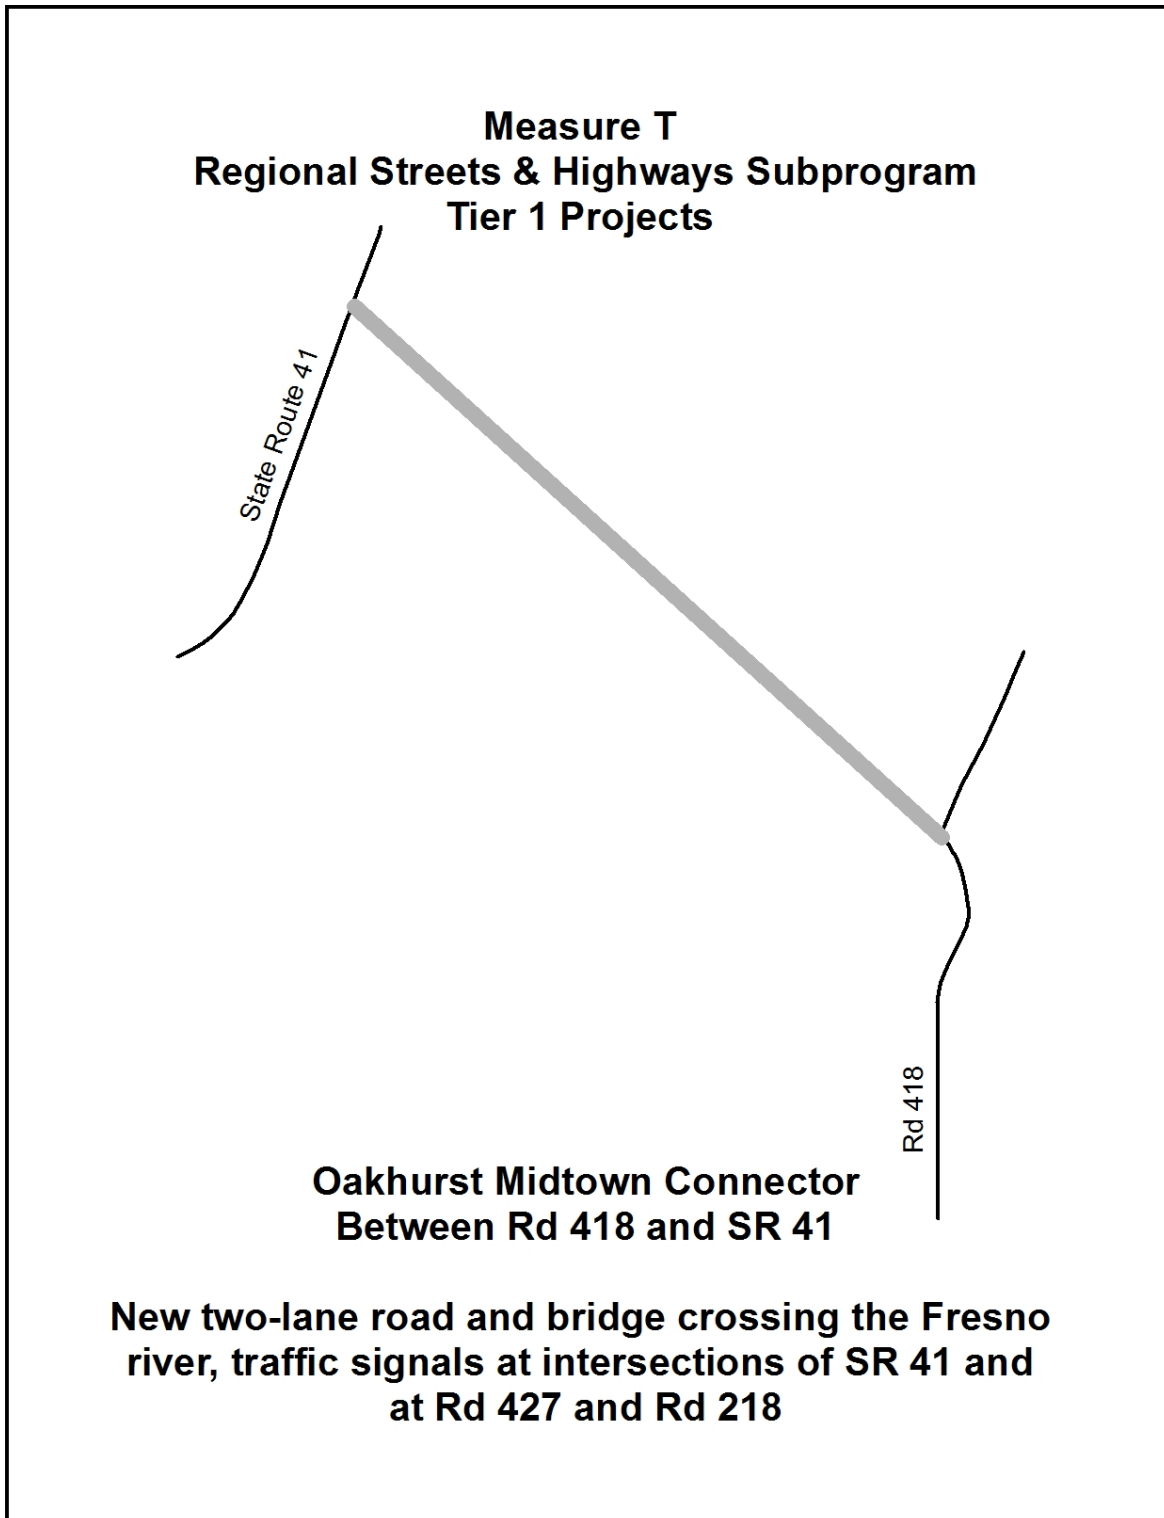 Measure T
Regional Streets & Highways Subprogram
Tier 1 Projects
State Route 41
Rd 418
Oakhurst Midtown Connector
Between Rd 418 and SR 41
New two-lane road and bridge crossing the Fresno
river, traffic signals at intersections of SR 41 and
at Rd 427 and Rd 218